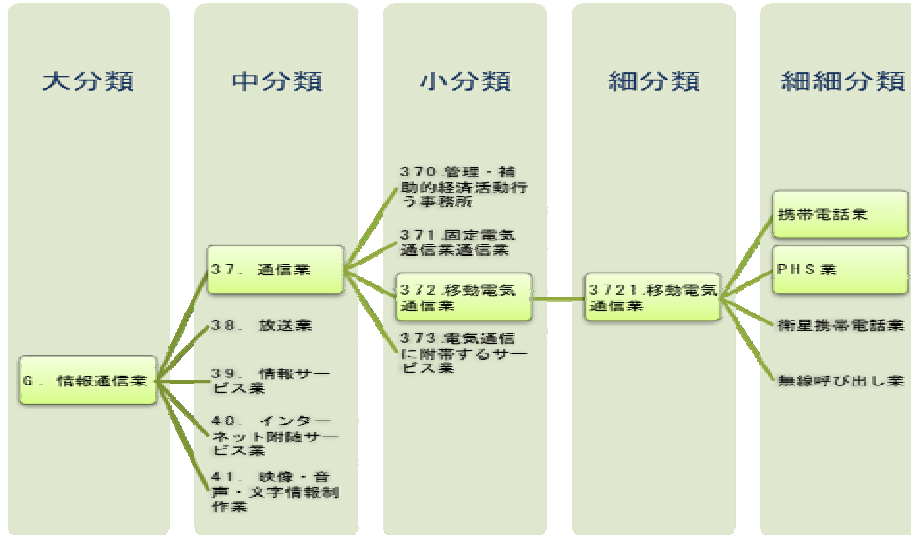 大分類
中分類
小分類
細分類
細細分類
G. 情報通信業
37. 通信業
38. 放送業
39. 情報サー
ビス業
40. インター
ネット附随サー
ビス業
41. 映像・音
声・文字情報制
作業
370.管理・補
助的経済活動行
う事務所
371.固定電気
通信業通信業
372.移動電気
通信業
373.電気通信
に附帯するサー
ビス業
3721.移動電気
通信業
携帯電話業
PHS業
衛星携帯電話業
無線呼び出し業